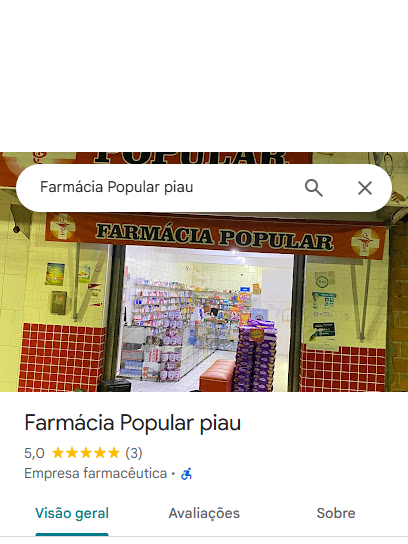 POPULAR
Farmácia Popular piau
FARMÁCIA POPULAR
Farmácia Popular piau
5,0 ★★★★★ (3)
Empresa farmacêutica ·
Visão geral
Avaliações
Sobre